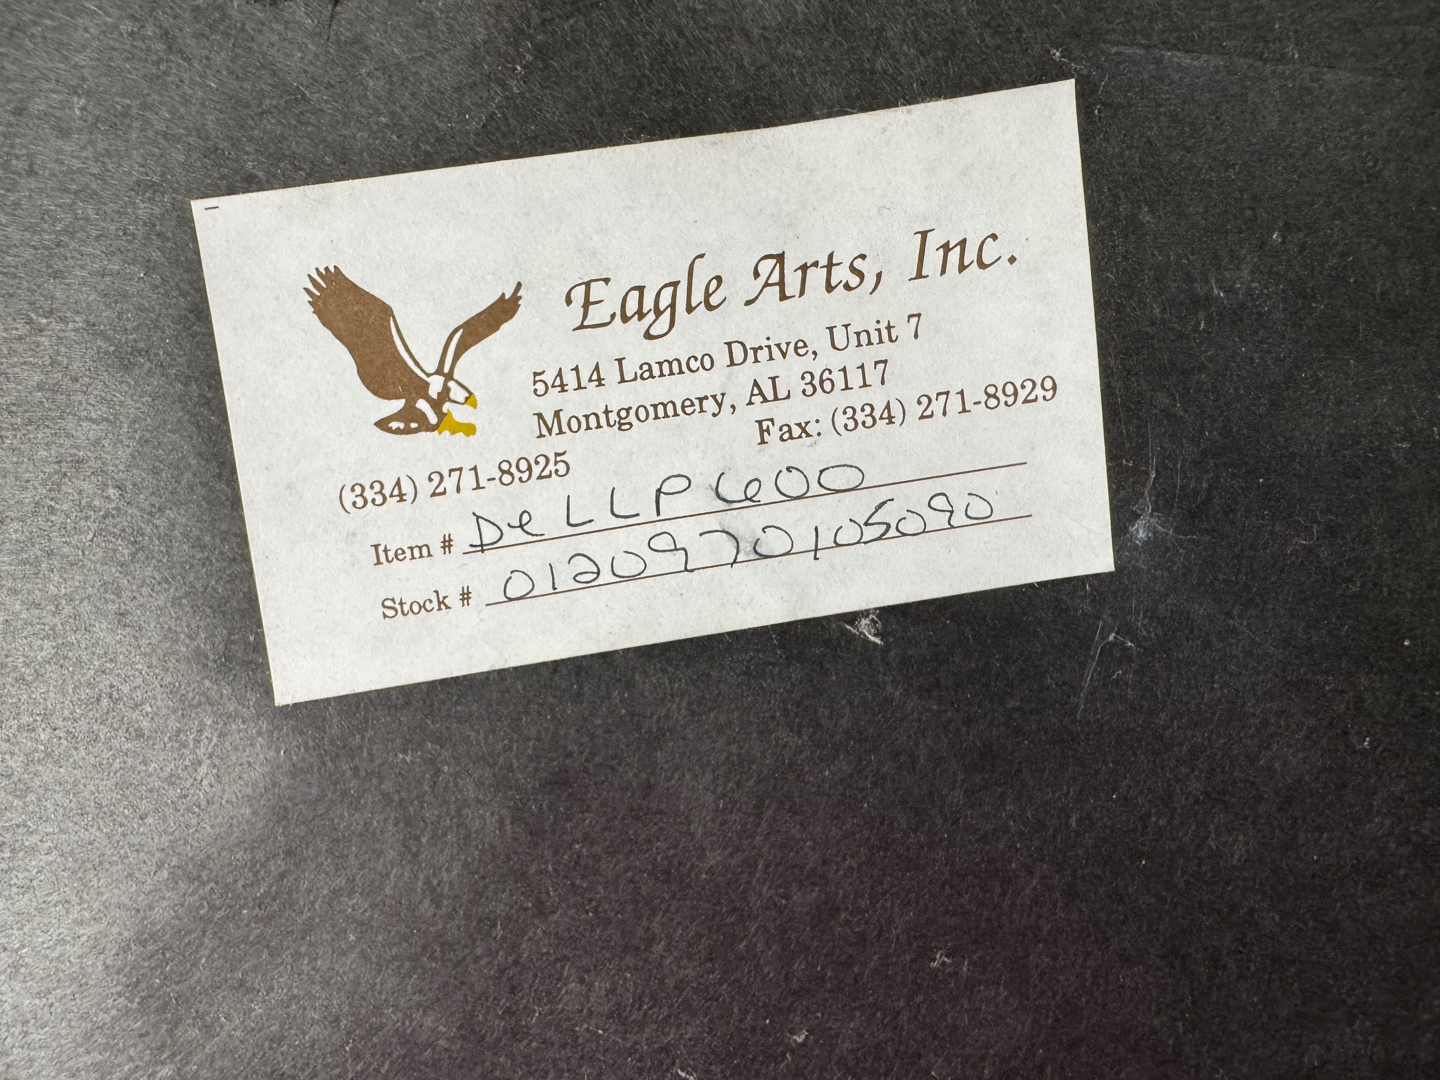 Eagle Arts, Inc.
5414 Lamco Drive, Unit 7
Montgomery, AL 36117
(334) 271-8925 Fax: (334) 271-8929
Item # DeLLP600
Stock # 0120970105090